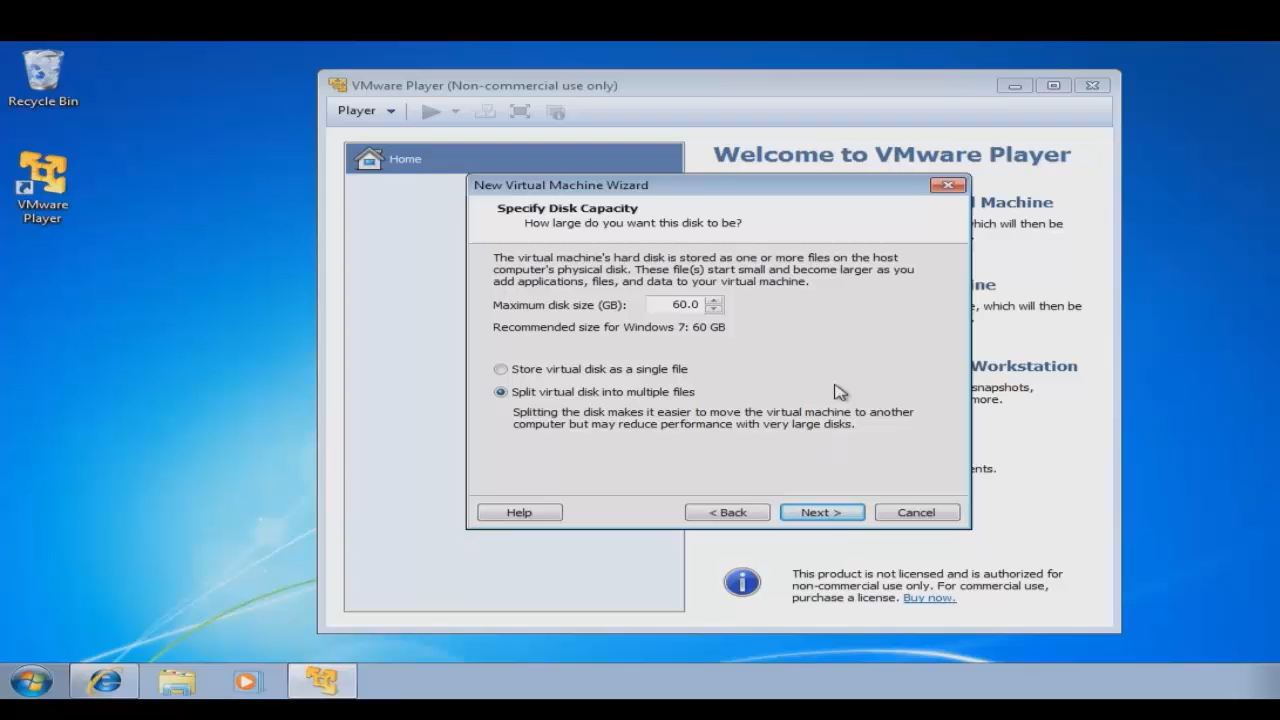 Recycle Bin
VMware
Player
VMware Player (Non-commercial use only)
Player
Home
Welcome to VMware Player
Machine
which will then be
ne
e, which will then be
Workstation
snapshots,
more.
ents.
New Virtual Machine Wizard
Specify Disk Capacity
How large do you want this disk to be?
The virtual machine's hard disk is stored as one or more files on the host
computer's physical disk. These file(s) start small and become larger as you
add applications, files, and data to your virtual machine.
Maximum disk size (GB): 60.0
Recommended size for Windows 7: 60 GB
Store virtual disk as a single file
Split virtual disk into multiple files
Splitting the disk makes it easier to move the virtual machine to another
computer but may reduce performance with very large disks.
Help < Back Next > Cancel
This product is not licensed and is authorized for
non-commercial use only. For commercial use,
purchase a license. Buy now.